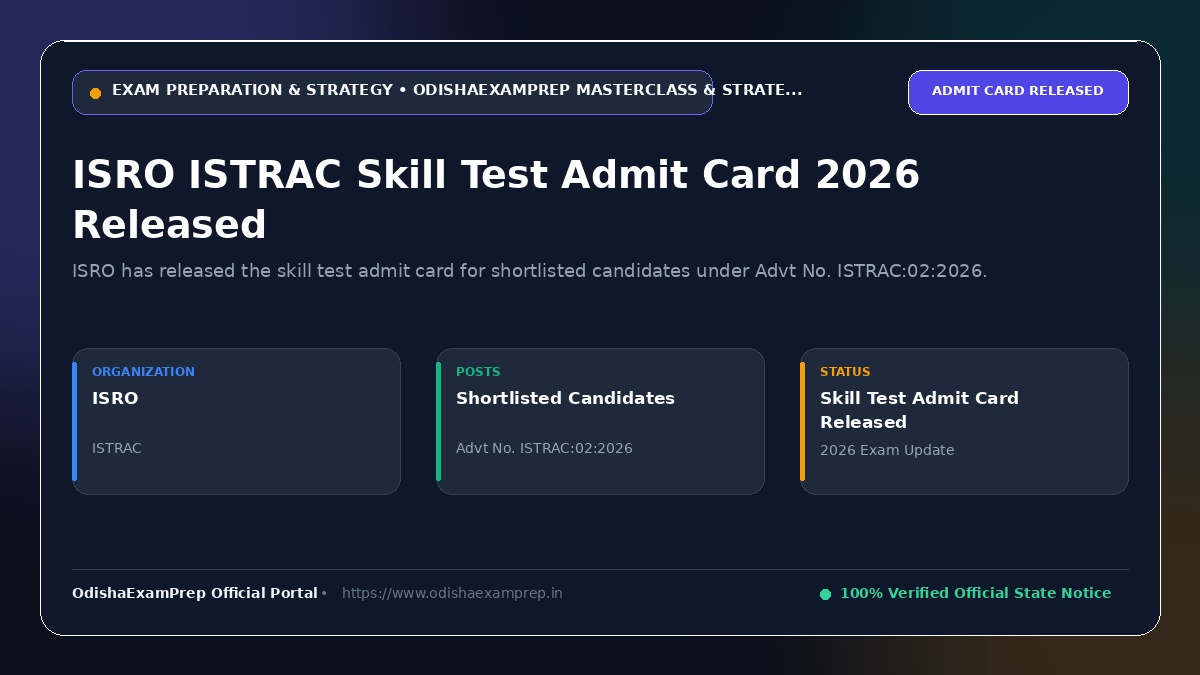 EXAM PREPARATION & STRATEGY • ODISHAEXAMPREP MASTERCLASS & STRATE...
ADMIT CARD RELEASED
ISRO ISTRAC Skill Test Admit Card 2026
Released
ISRO has released the skill test admit card for shortlisted candidates under Advt No. ISTRAC:02:2026.
ORGANIZATION
ISRO
ISTRAC
POSTS
Shortlisted Candidates
Advt No. ISTRAC:02:2026
STATUS
Skill Test Admit Card
Released
2026 Exam Update
OdishaExamPrep Official Portal • https://www.odishaexamprep.in
100% Verified Official State Notice